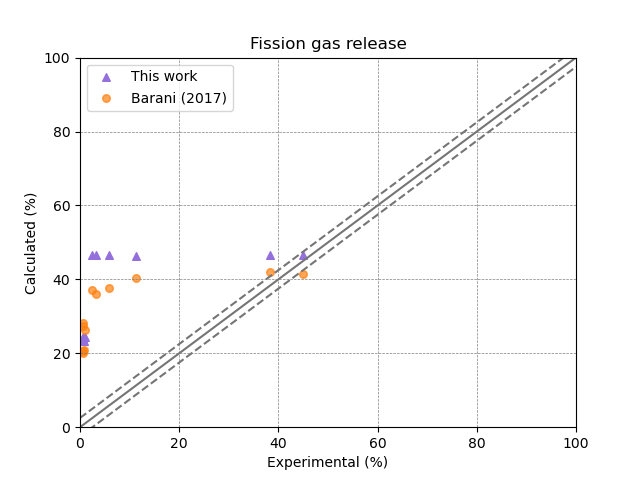 Fission gas release
This work
Barani (2017)
Calculated (%)
100
80
60
40
20
0
0 20 40 60 80 100
Experimental (%)